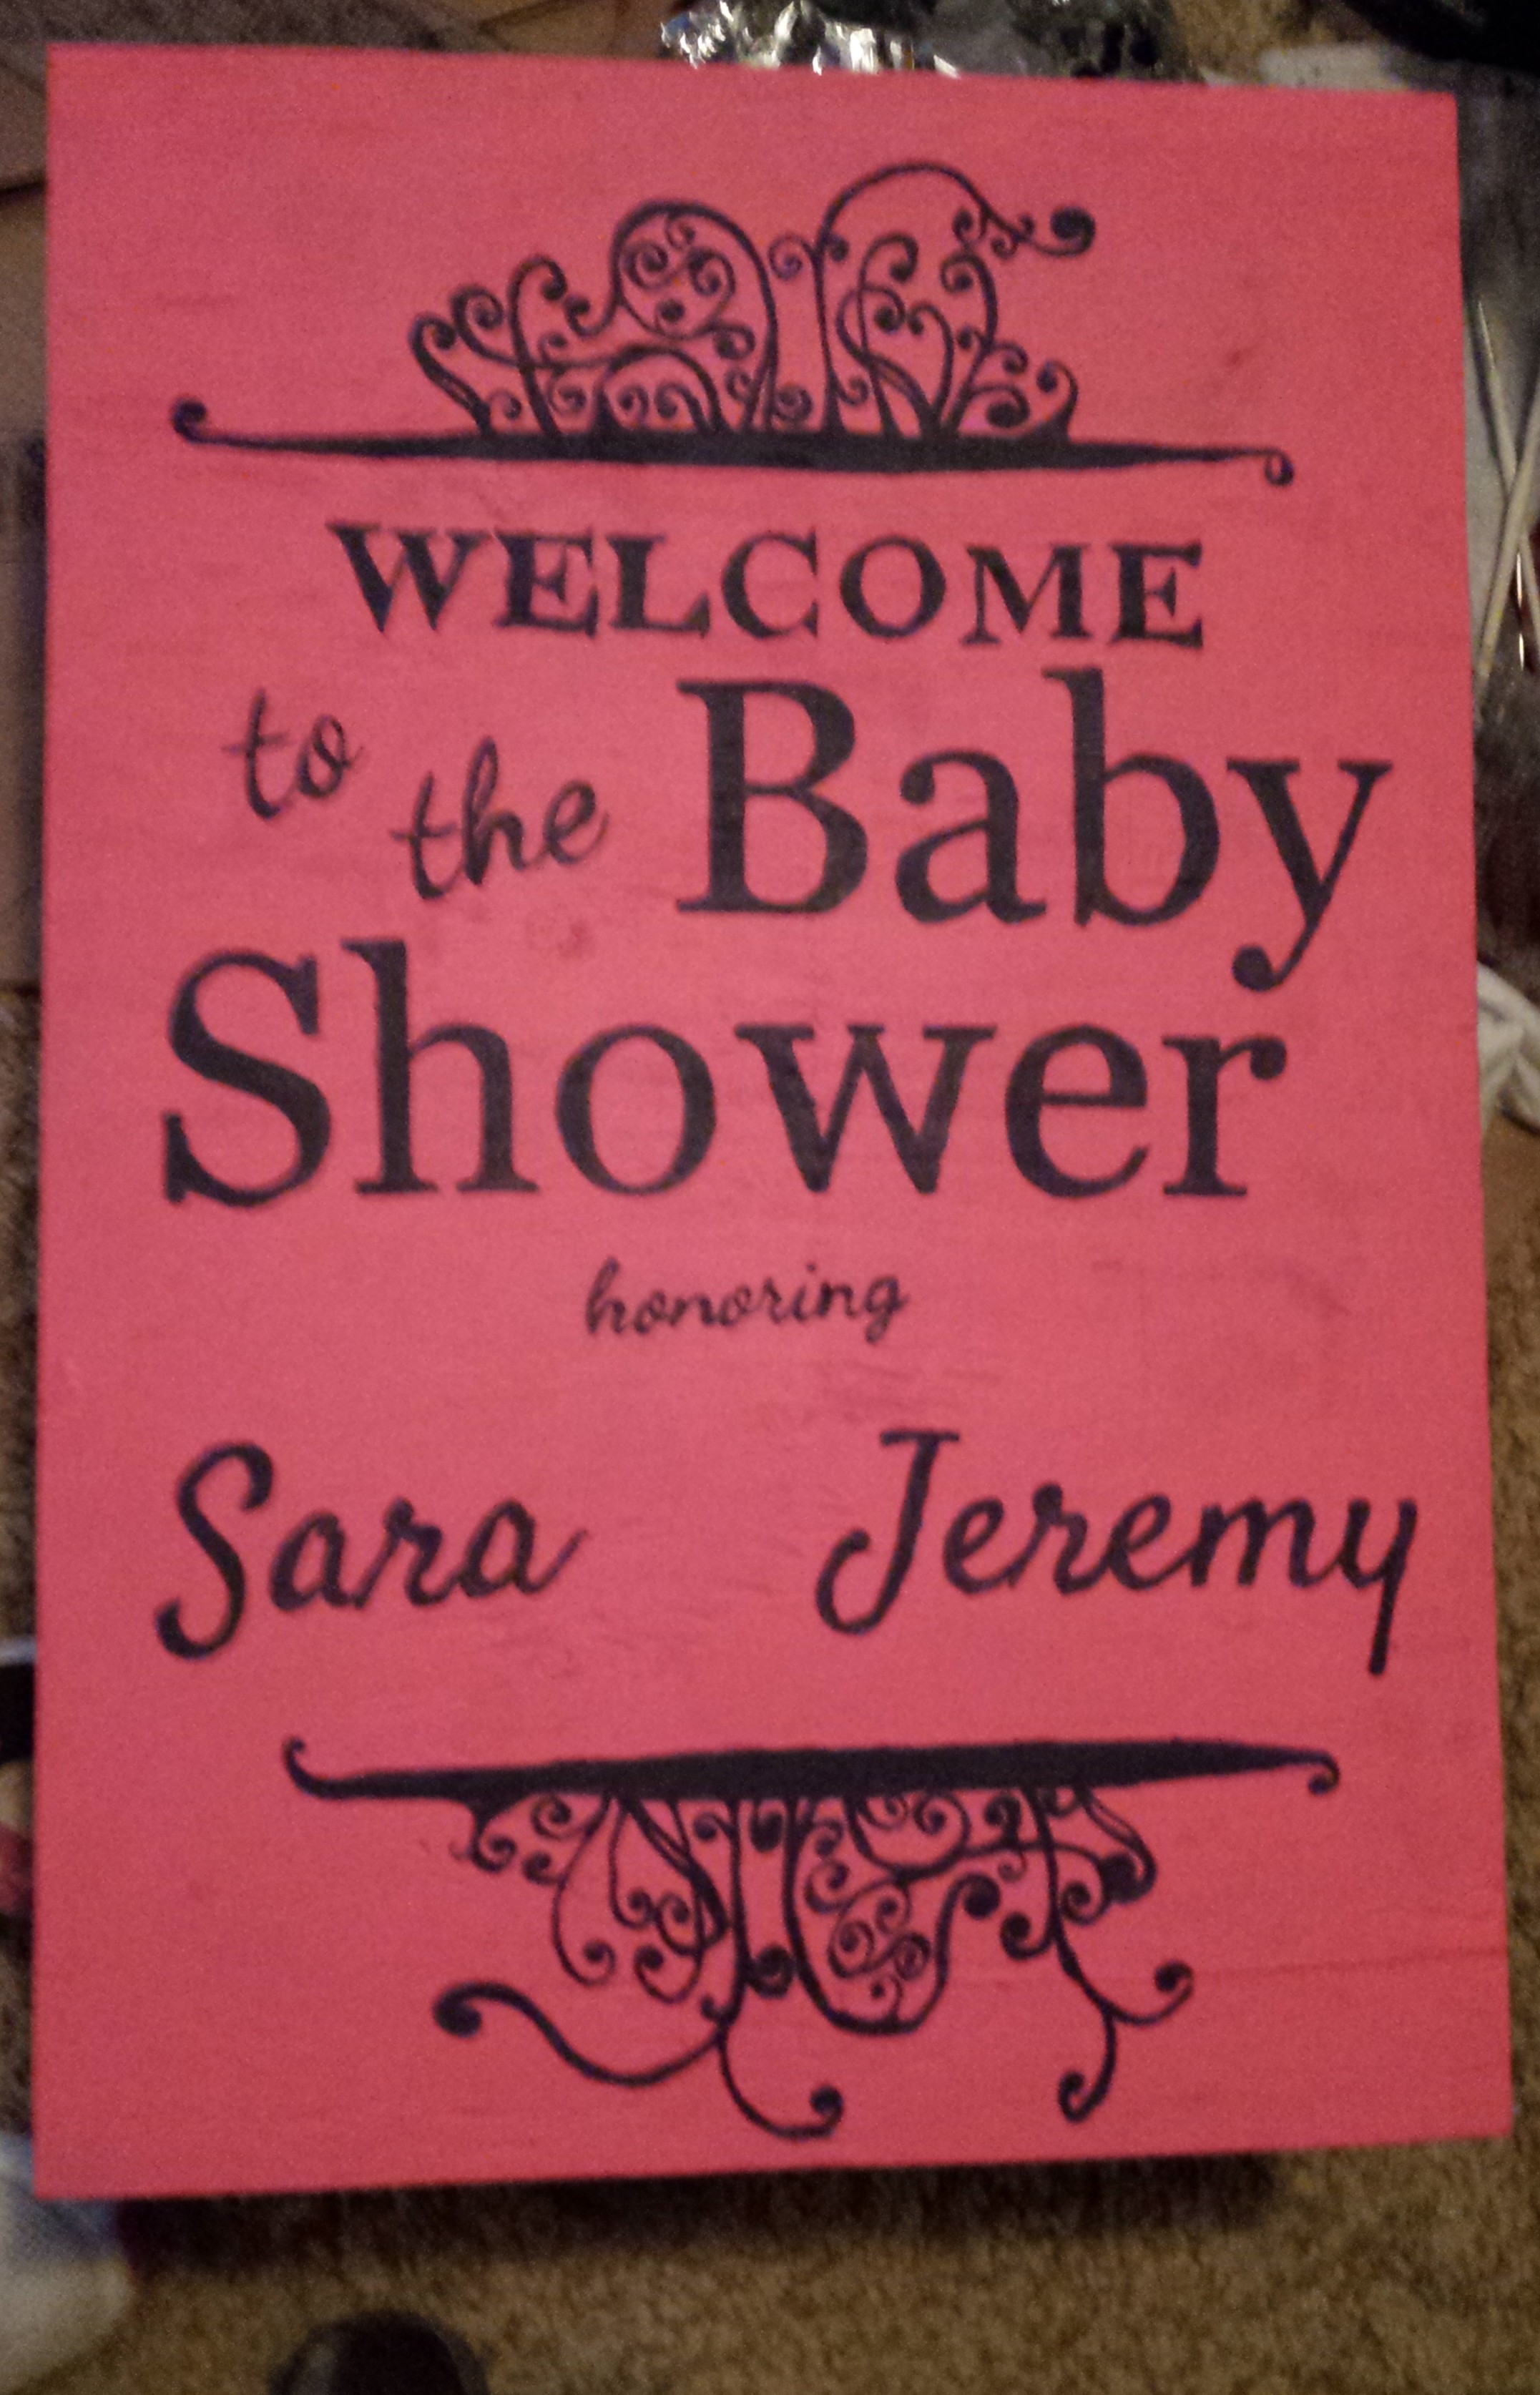 WELCOME
to the Baby
Shower
honoring
Sara Jeremy